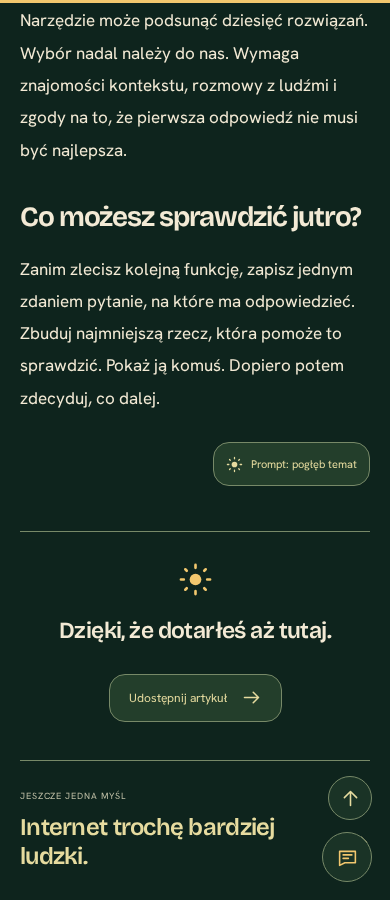 Narzędzie może podsunąć dziesięć rozwiązań.
Wybór nadal należy do nas. Wymaga
znajomości kontekstu, rozmowy z ludźmi i
zgody na to, że pierwsza odpowiedź nie musi
być najlepsza.
Co możesz sprawdzić jutro?
Zanim zlecisz kolejną funkcję, zapisz jednym
zdaniem pytanie, na które ma odpowiedzieć.
Zbuduj najmniejszą rzecz, która pomoże to
sprawdzić. Pokaż ją komuś. Dopiero potem
zdecyduj, co dalej.
Prompt: pogłęb temat
Dzięki, że dotarłeś aż tutaj.
Udostępnij artykuł
JESZCZE JEDNA MYŚL
Internet trochę bardziej
ludzki.